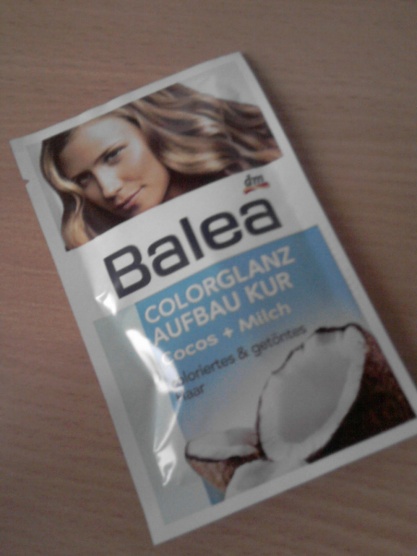 dm
Balea
COLORGLANZ
AUFBAU KUR
Cocos + Milch
coloriertes & getöntes
Haar